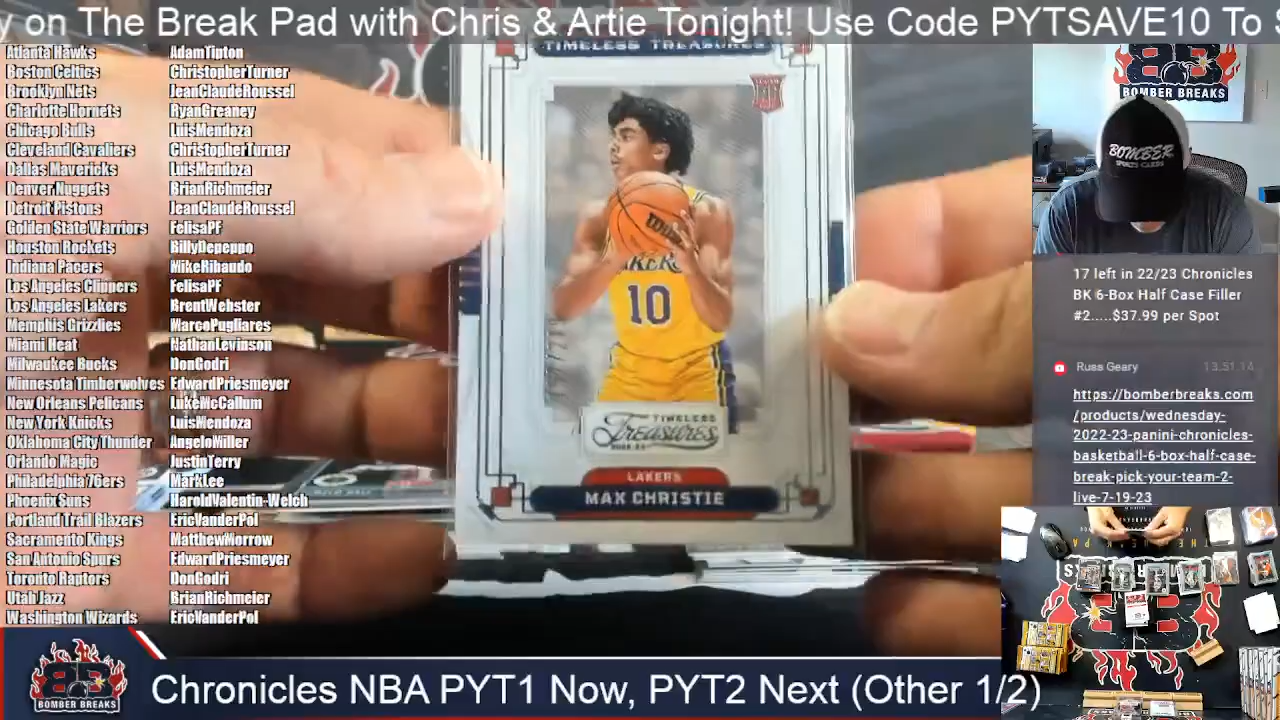 y on The Break Pad with Chris & Artie Tonight! Use Code PYTSAVE10 To S
Atlanta Hawks AdamTipton
Boston Celtics ChristopherTurner
Brooklyn Nets JeanClaudeRoussel
Charlotte Hornets RyanGreaney
Chicago Bulls LuisMendoza
Cleveland Cavaliers ChristopherTurner
Dallas Mavericks LuisMendoza
Denver Nuggets BrianRichmeier
Detroit Pistons JeanClaudeRoussel
Golden State Warriors FelisaPF
Houston Rockets BillyDepeppo
Indiana Pacers MikeRibaudo
Los Angeles Clippers FelisaPF
Los Angeles Lakers BrentWebster
Memphis Grizzlies MarcoPugliares
Miami Heat NathanLevinson
Milwaukee Bucks DonGodri
Minnesota Timberwolves EdwardPriesmeyer
New Orleans Pelicans LukeMcCallum
New York Knicks LuisMendoza
Oklahoma City Thunder AngeloMiller
Orlando Magic JustinTerry
Philadelphia 76ers MarkLee
Phoenix Suns HaroldValentin-Welch
Portland Trail Blazers EricVanderPol
Sacramento Kings MatthewMorrow
San Antonio Spurs EdwardPriesmeyer
Toronto Raptors DonGodri
Utah Jazz BrianRichmeier
Washington Wizards EricVanderPol
TIMELESS TREASURES
Wilson
LAKERS
10
TIMELESS
Treasures
LAKERS
MAX CHRISTIE
BOMBER BREAKS
BOMBER
SPORTS CARDS
17 left in 22/23 Chronicles
BK 6-Box Half Case Filler
#2.....$37.99 per Spot
Russ Geary 13:51:14
https://bomberbreaks.com
/products/wednesday-
2022-23-panini-chronicles-
basketball-6-box-half-case-
break-pick-your-team-2-
live-7-19-23
BB
BOMBER BREAKS
Chronicles NBA PYT1 Now, PYT2 Next (Other 1/2)